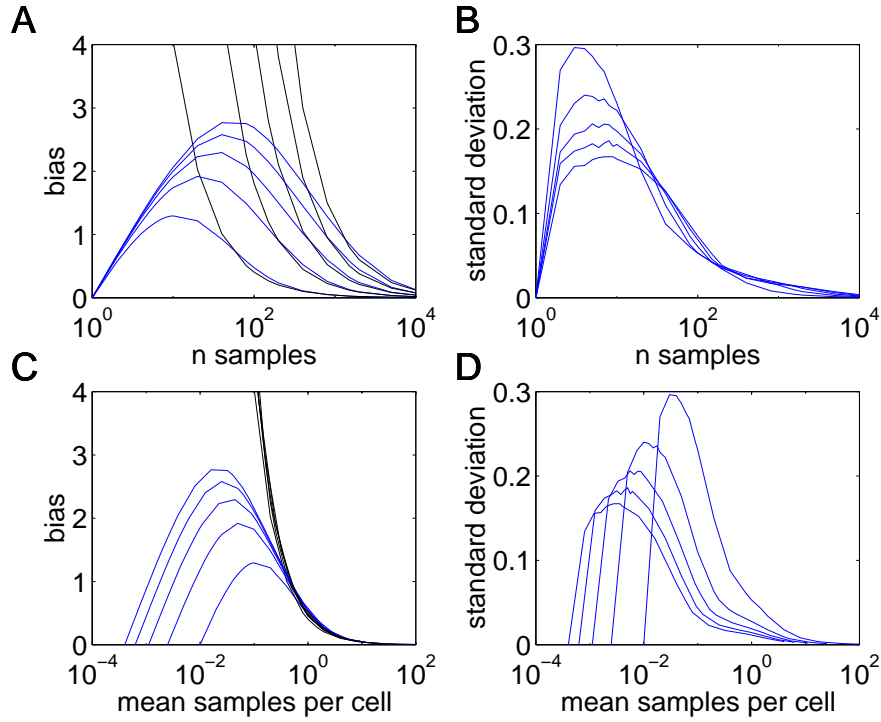 A
bias
4
3
2
1
0
10^0 10^2 10^4
n samples
B
standard deviation
0.3
0.2
0.1
0
10^0 10^2 10^4
n samples
C
bias
4
3
2
1
0
10^−4 10^−2 10^0 10^2
mean samples per cell
D
standard deviation
0.3
0.2
0.1
0
10^−4 10^−2 10^0 10^2
mean samples per cell